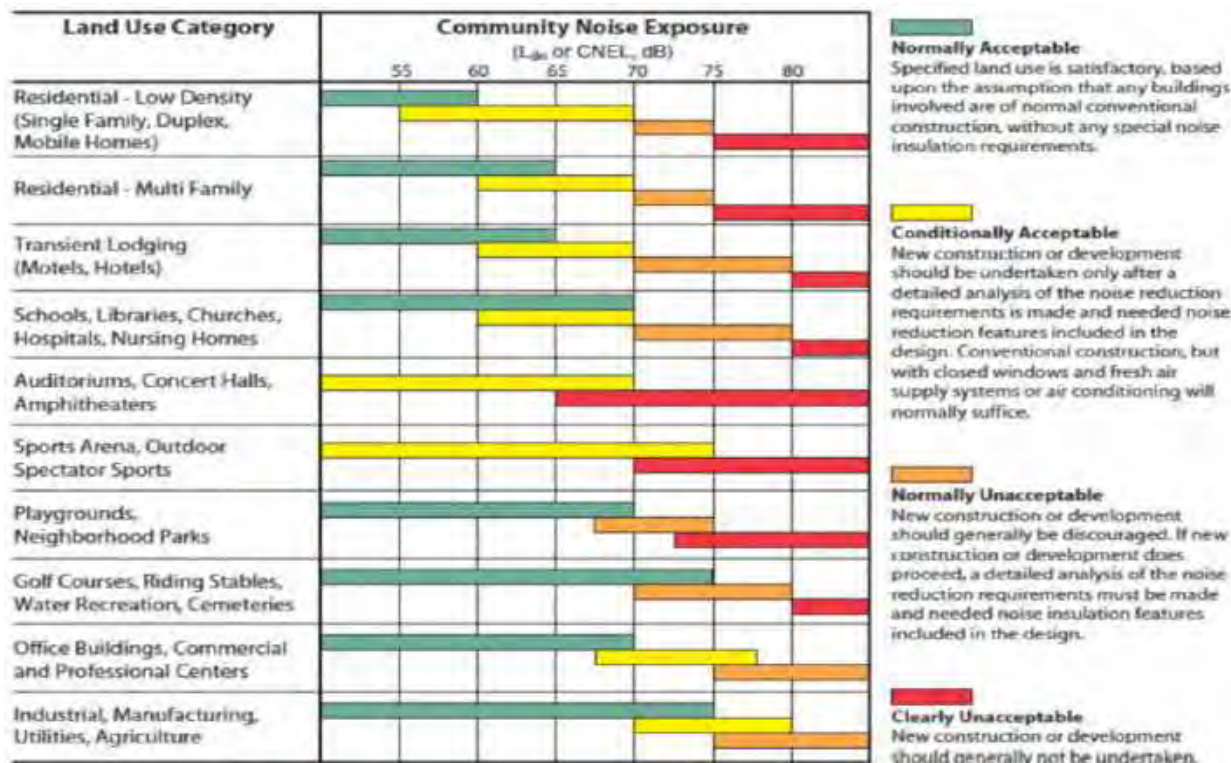 Land Use Category
Community Noise Exposure
(Ldn or CNEL, dB)
55 60 65 70 75 80
Residential - Low Density
(Single Family, Duplex,
Mobile Homes)
Residential - Multi Family
Transient Lodging
(Motels, Hotels)
Schools, Libraries, Churches,
Hospitals, Nursing Homes
Auditoriums, Concert Halls,
Amphitheaters
Sports Arena, Outdoor
Spectator Sports
Playgrounds,
Neighborhood Parks
Golf Courses, Riding Stables,
Water Recreation, Cemeteries
Office Buildings, Commercial
and Professional Centers
Industrial, Manufacturing,
Utilities, Agriculture
Normally Acceptable
Specified land use is satisfactory, based
upon the assumption that any buildings
involved are of normal conventional
construction, without any special noise
insulation requirements.
Conditionally Acceptable
New construction or development
should be undertaken only after a
detailed analysis of the noise reduction
requirements is made and needed noise
reduction features included in the
design. Conventional construction, but
with closed windows and fresh air
supply systems or air conditioning will
normally suffice.
Normally Unacceptable
New construction or development
should generally be discouraged. If new
construction or development does
proceed, a detailed analysis of the noise
reduction requirements must be made
and needed noise insulation features
included in the design.
Clearly Unacceptable
New construction or development
should generally not be undertaken.